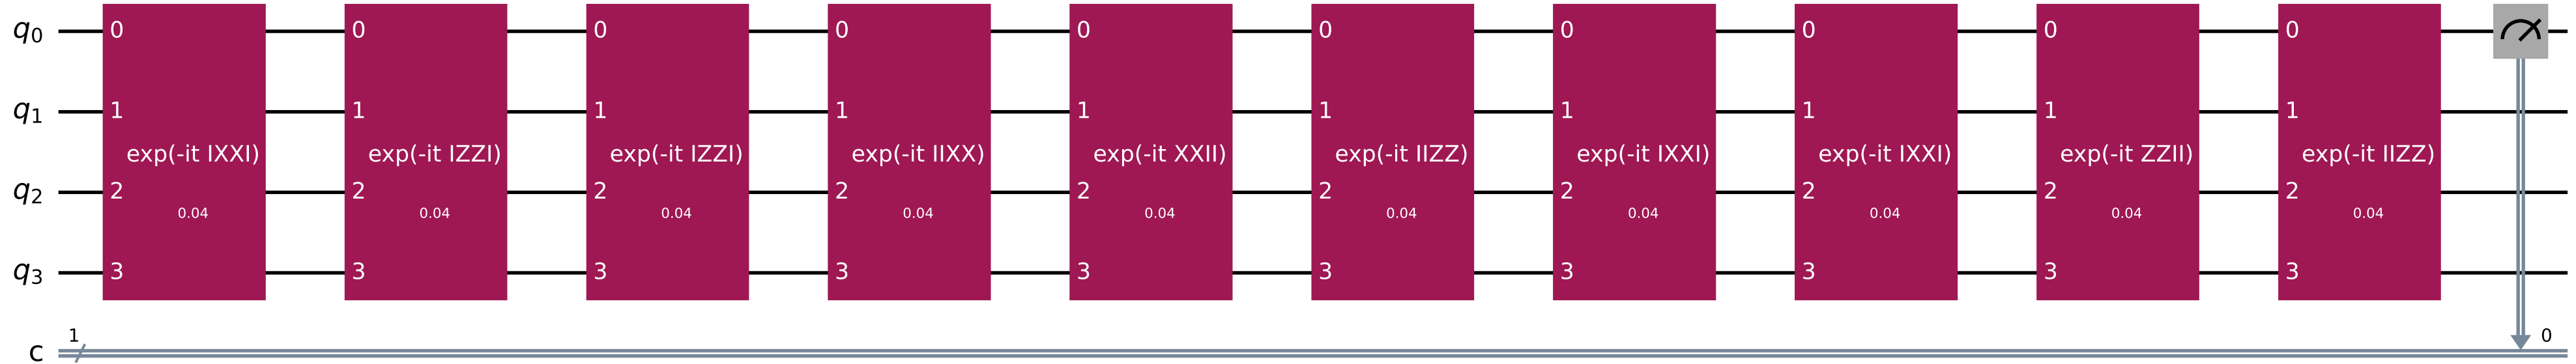 q0 0 0 0 0 0 0 0 0 0 0
q1 1 1 1 1 1 1 1 1 1 1
exp(-it IXXI) exp(-it IZZI) exp(-it IZZI) exp(-it IIXX) exp(-it XXII) exp(-it IIZZ) exp(-it IXXI) exp(-it IXXI) exp(-it ZZII) exp(-it IIZZ)
q2 2 2 2 2 2 2 2 2 2 2
0.04 0.04 0.04 0.04 0.04 0.04 0.04 0.04 0.04 0.04
q3 3 3 3 3 3 3 3 3 3 3
1 0
c